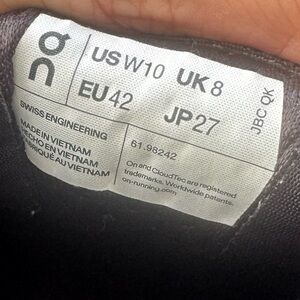 on
US W10 UK 8
EU 42 JP 27
JBC QK
SWISS ENGINEERING
MADE IN VIETNAM
HECHO EN VIETNAM
FABRIQUÉ AU VIETNAM
61.98242
On and CloudTec are registered
trademarks. Worldwide patents.
on-running.com